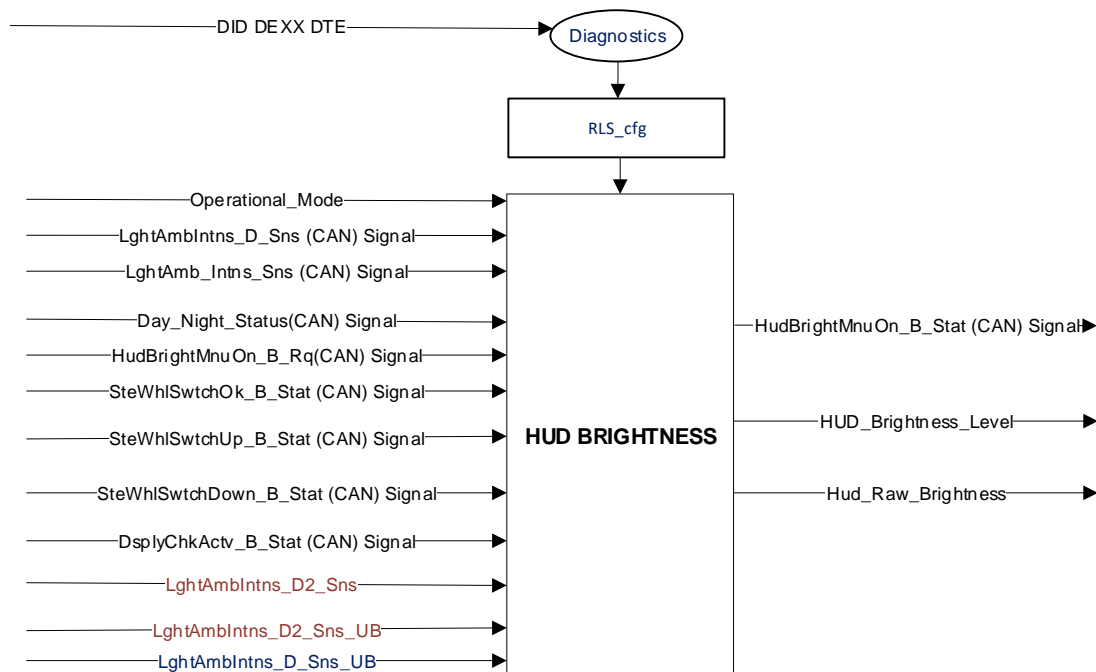 DID DEXX DTE
Diagnostics
RLS_cfg
Operational_Mode
LghtAmbIntns_D_Sns (CAN) Signal
LghtAmb_Intns_Sns (CAN) Signal
Day_Night_Status(CAN) Signal
HudBrightMnuOn_B_Rq(CAN) Signal
SteWhlSwtchOk_B_Stat (CAN) Signal
SteWhlSwtchUp_B_Stat (CAN) Signal
SteWhlSwtchDown_B_Stat (CAN) Signal
DsplyChkActv_B_Stat (CAN) Signal
LghtAmbIntns_D2_Sns
LghtAmbIntns_D2_Sns_UB
LghtAmbIntns_D_Sns_UB
HUD BRIGHTNESS
HudBrightMnuOn_B_Stat (CAN) Signal
HUD_Brightness_Level
Hud_Raw_Brightness